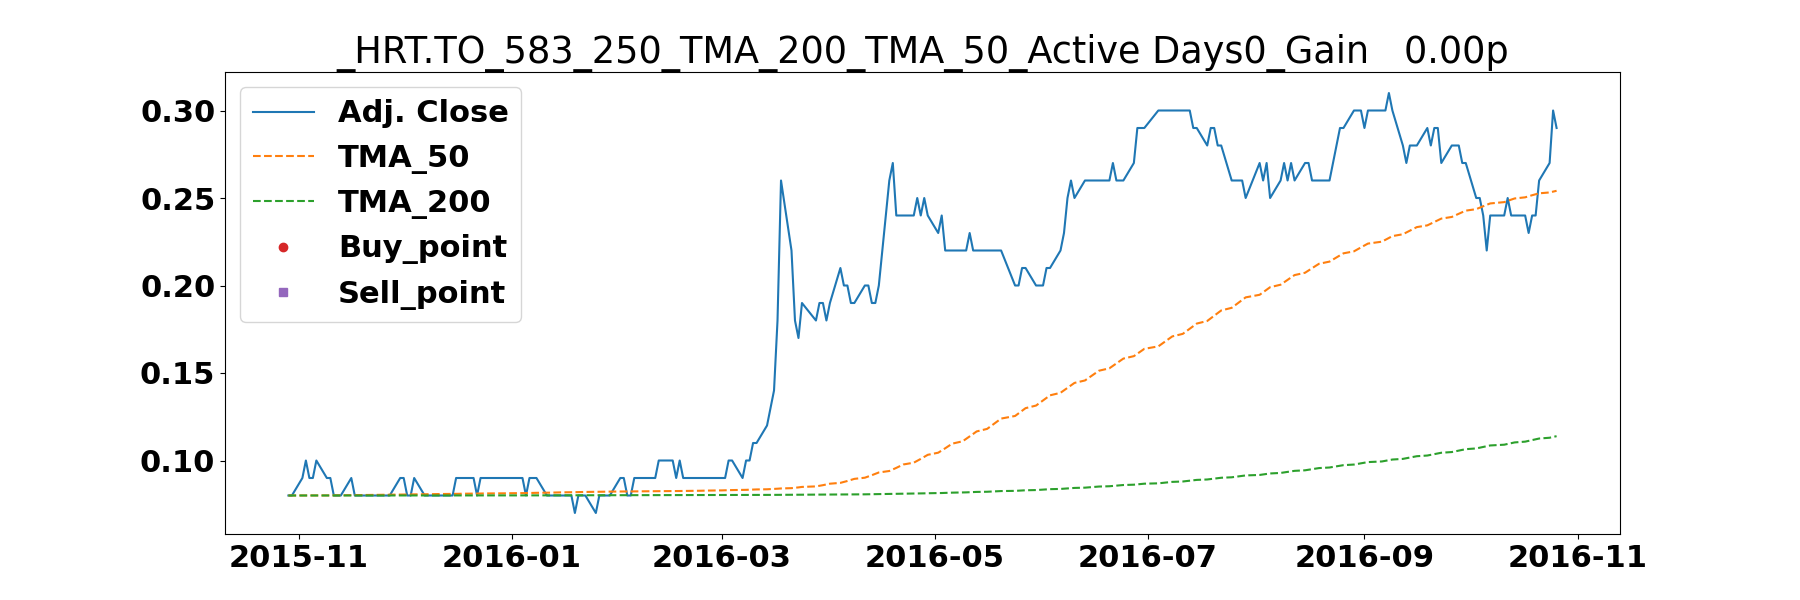 _HRT.TO_583_250_TMA_200_TMA_50_Active Days0_Gain   0.00p
Adj. Close
TMA_50
TMA_200
Buy_point
Sell_point
0.30
0.25
0.20
0.15
0.10
2015-11 2016-01 2016-03 2016-05 2016-07 2016-09 2016-11